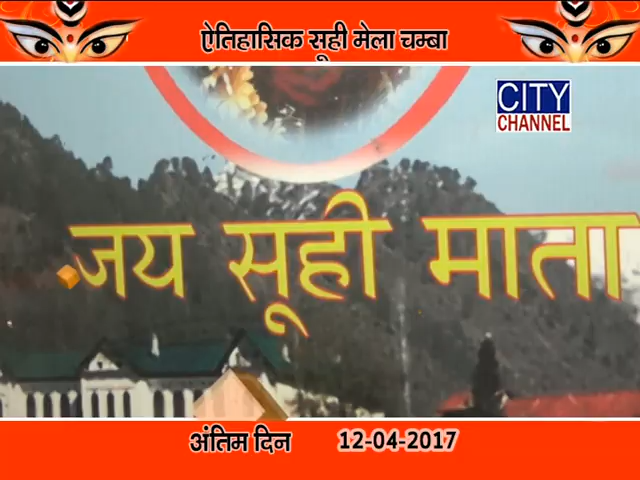 ऐतिहासिक सूही मेला चम्बा
CITY
CHANNEL
जय सूही माता
अंतिम दिन 12-04-2017